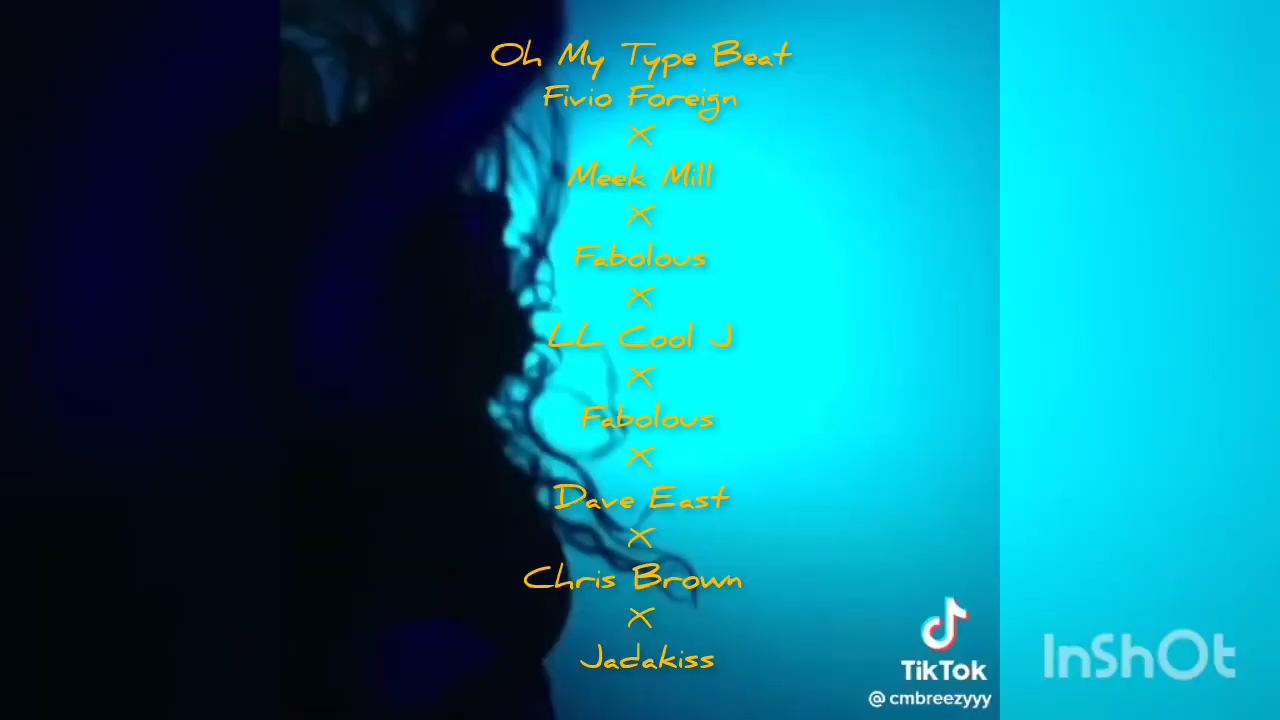 Oh My Type Beat
Fivio Foreign
X
Meek Mill
X
Fabolous
X
LL Cool J
X
Fabolous
X
Dave East
X
Chris Brown
X
Jadakiss
TikTok
@cmbreezyyy
InShOt